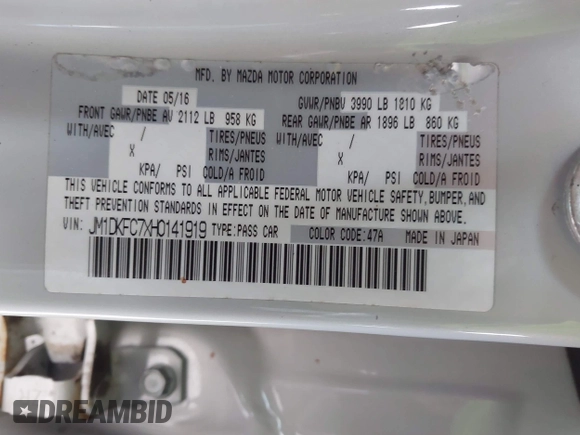 MFD. BY MAZDA MOTOR CORPORATION
DATE 05/16 GVWR/PNBV 3990 LB 1810 KG
FRONT GAWR/PNBE AV 2112 LB 958 KG REAR GAWR/PNBE AR 1896 LB 860 KG
WITH/AVEC / TIRES/PNEUS WITH/AVEC / TIRES/PNEUS
X RIMS/JANTES X RIMS/JANTES
KPA/ PSI COLD/A FROID KPA/ PSI COLD/A FROID
THIS VEHICLE CONFORMS TO ALL APPLICABLE FEDERAL MOTOR VEHICLE SAFETY, BUMPER, AND
THEFT PREVENTION STANDARDS IN EFFECT ON THE DATE OF MANUFACTURE SHOWN ABOVE.
VIN: JM1DKFC7XH0141919 TYPE:PASS CAR COLOR CODE:47A MADE IN JAPAN
DREAMBID